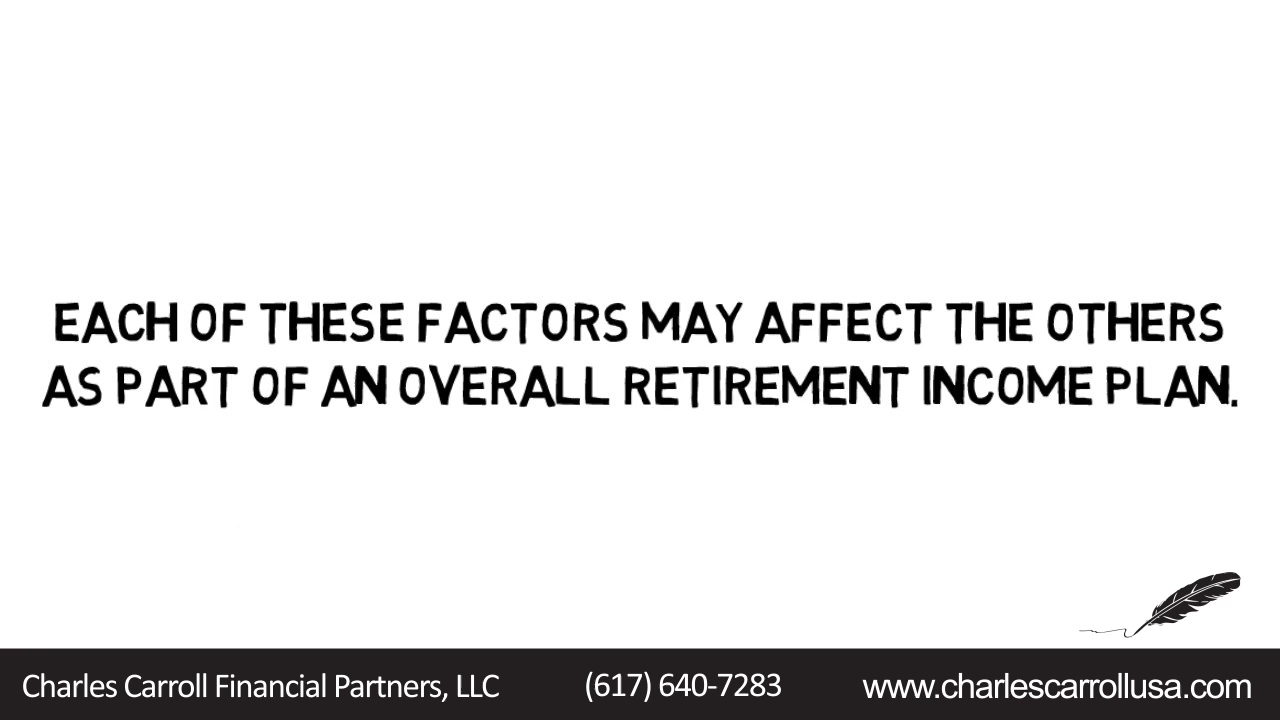 EACH OF THESE FACTORS MAY AFFECT THE OTHERS
AS PART OF AN OVERALL RETIREMENT INCOME PLAN.
Charles Carroll Financial Partners, LLC
(617) 640-7283
www.charlescarrollusa.com